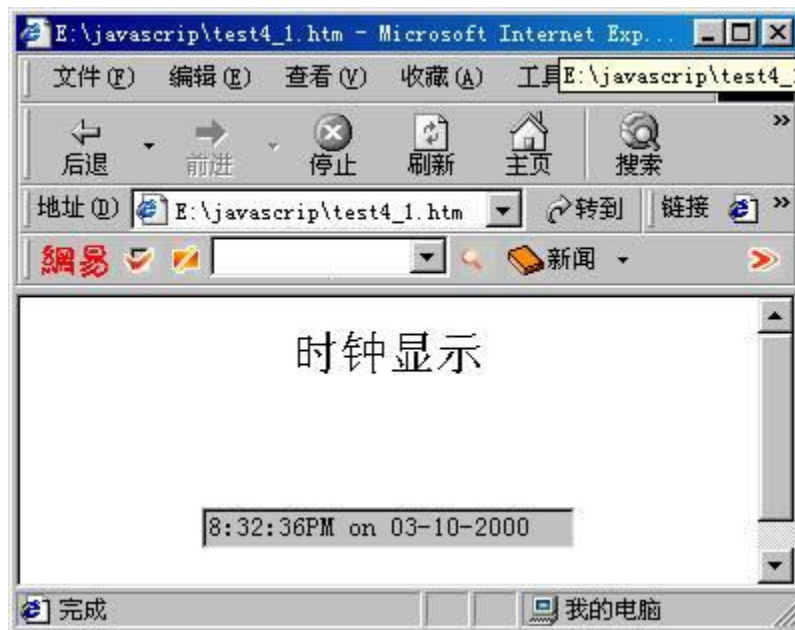 E:\javascrip\test4_1.htm - Microsoft Internet Exp...
文件(F) 编辑(E) 查看(V) 收藏(A) 工具 E:\javascrip\test4_
后退 前进 停止 刷新 主页 搜索 »
地址(D) E:\javascrip\test4_1.htm 转到 链接 »
網易 新闻
时钟显示
8:32:36PM on 03-10-2000
完成 我的电脑